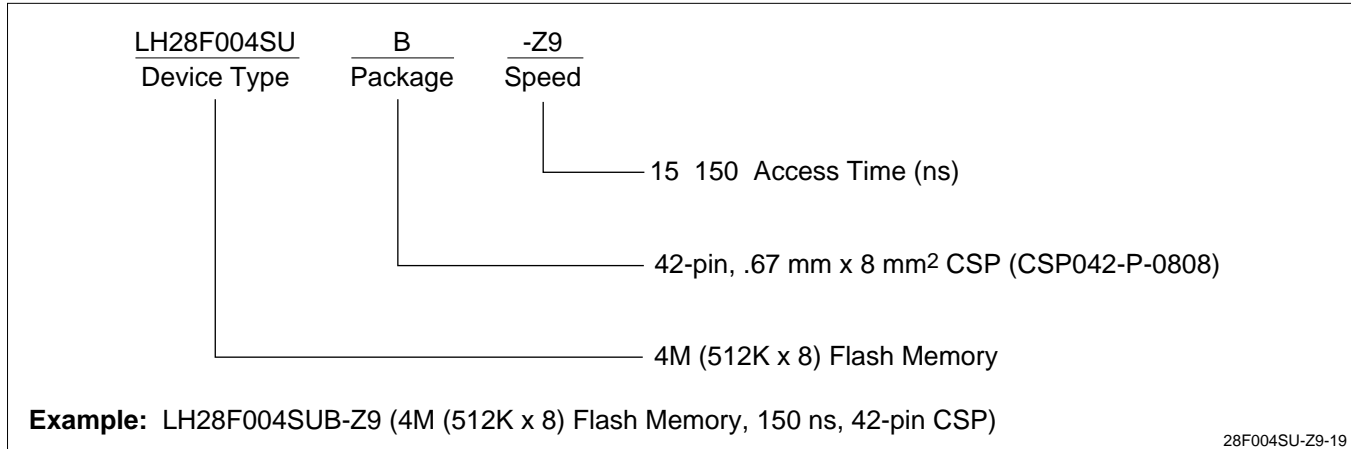 LH28F004SU B -Z9
Device Type Package Speed
15 150 Access Time (ns)
42-pin, .67 mm x 8 mm² CSP (CSP042-P-0808)
4M (512K x 8) Flash Memory
Example: LH28F004SUB-Z9 (4M (512K x 8) Flash Memory, 150 ns, 42-pin CSP)
28F004SU-Z9-19